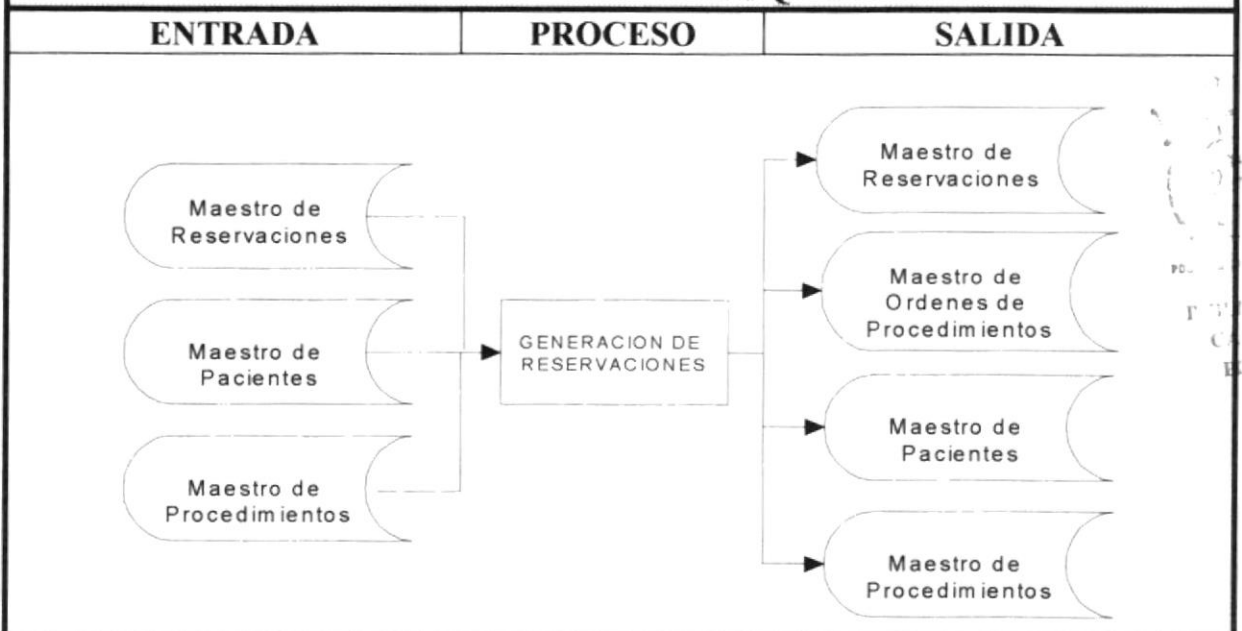 ENTRADA PROCESO SALIDA
Maestro de
Reservaciones
Maestro de
Pacientes
Maestro de
Procedimientos
GENERACION DE
RESERVACIONES
Maestro de
Reservaciones
Maestro de
Ordenes de
Procedimientos
Maestro de
Pacientes
Maestro de
Procedimientos